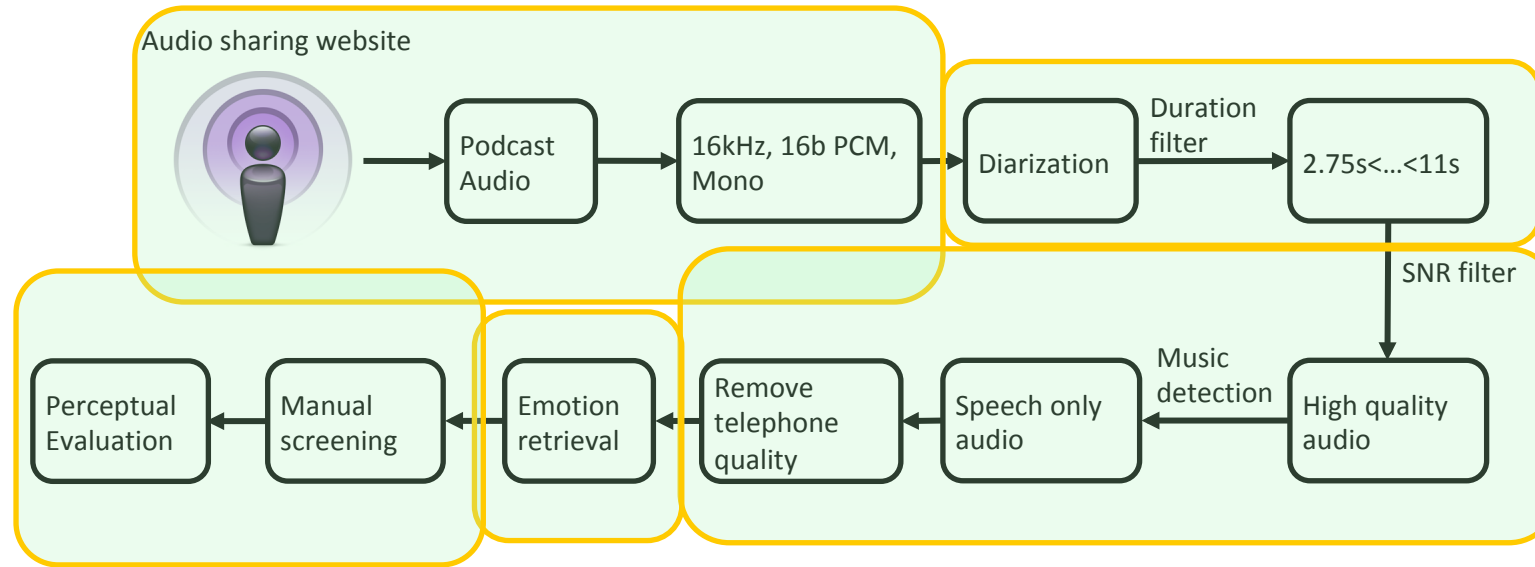 Audio sharing website
Podcast
Audio
16kHz, 16b PCM,
Mono
Diarization
Duration
filter
2.75s<...<11s
SNR filter
High quality
audio
Music
detection
Speech only
audio
Remove
telephone
quality
Emotion
retrieval
Manual
screening
Perceptual
Evaluation